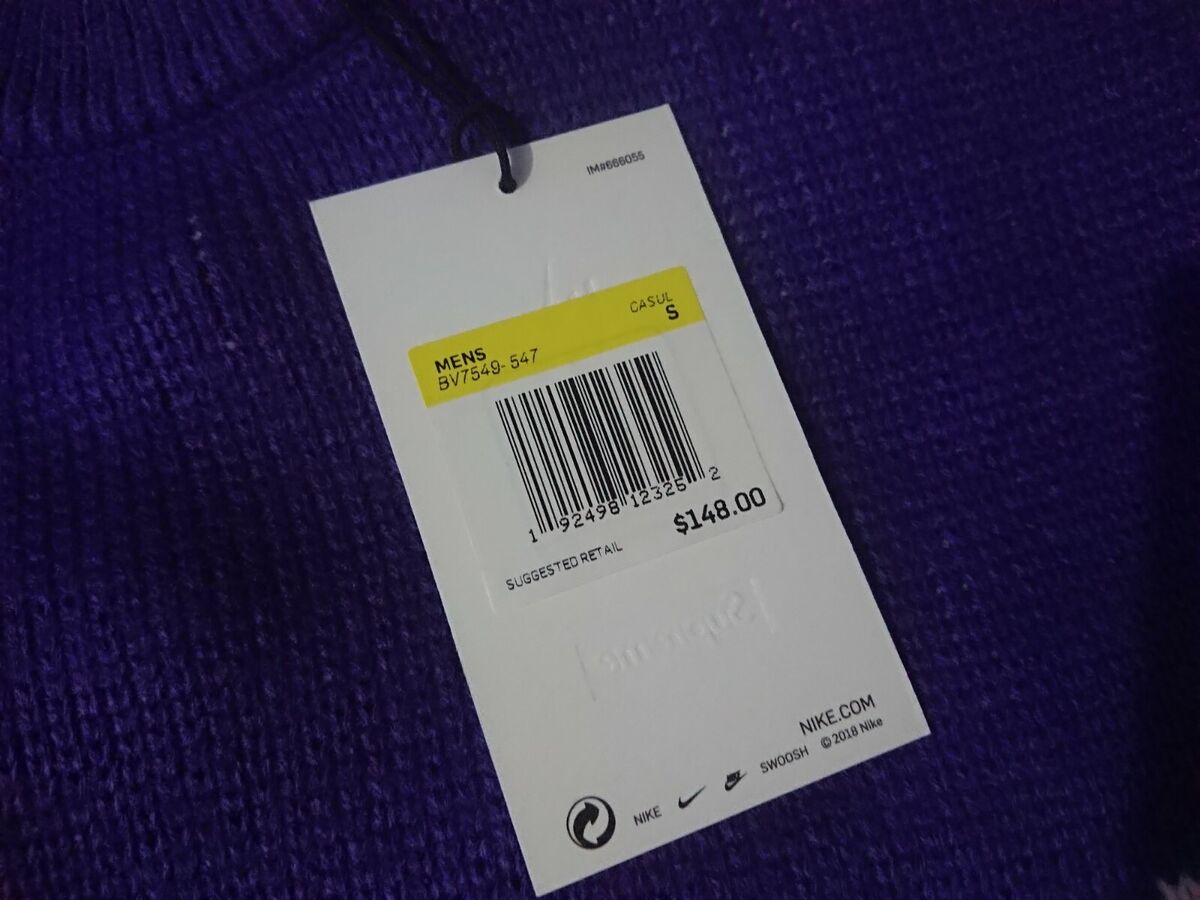 IM#666055
CASUL
MENS S
BV7549-547
1 92498 12325 2
SUGGESTED RETAIL $148.00
Supreme
NIKE.COM
NIKE SWOOSH ©2018 Nike